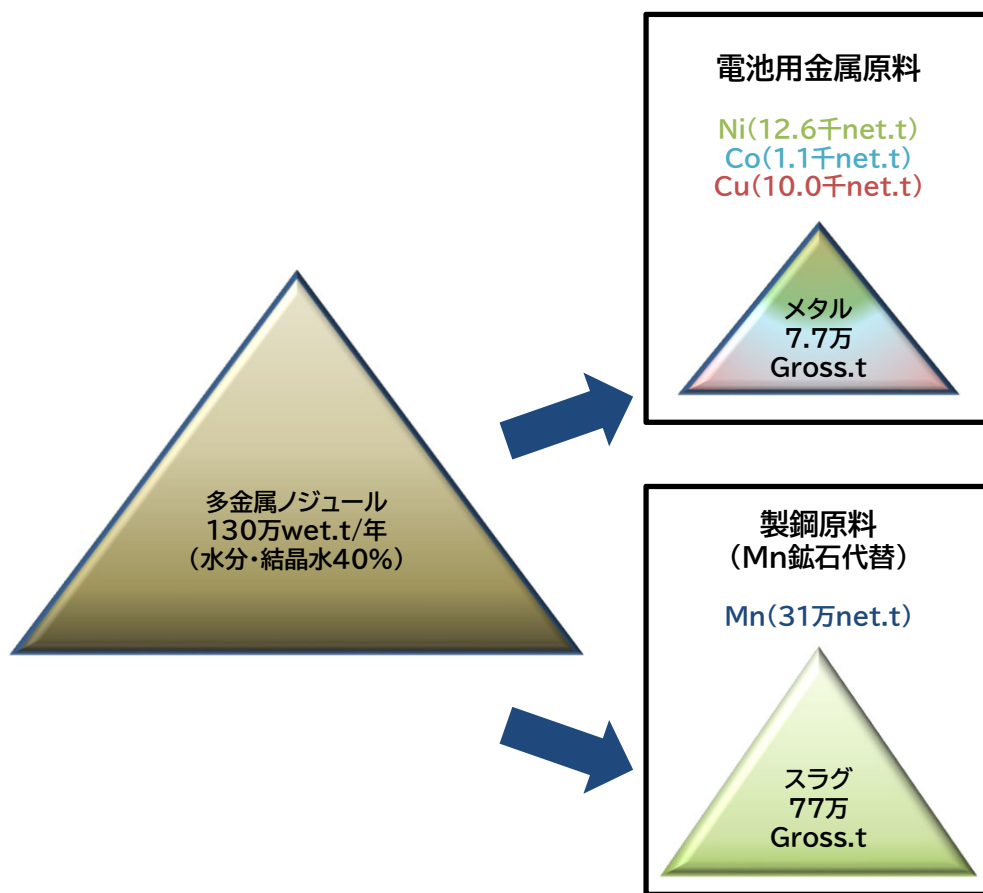 電池用金属原料
Ni(12.6千net.t)
Co(1.1千net.t)
Cu(10.0千net.t)
メタル
7.7万
Gross.t
多金属ノジュール
130万wet.t/年
(水分・結晶水40%)
製鋼原料
(Mn鉱石代替)
Mn(31万net.t)
スラグ
77万
Gross.t